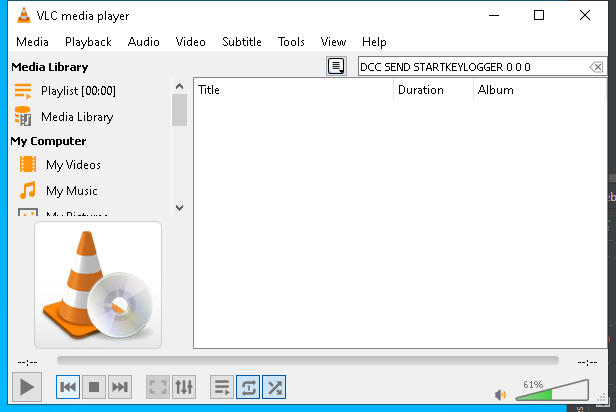 VLC media player
Media Playback Audio Video Subtitle Tools View Help
Media Library
DCC SEND STARTKEYLOGGER 0 0 0
Playlist [00:00]
Media Library
My Computer
My Videos
My Music
My Pictures
Title Duration Album
--:--
--:--
61%